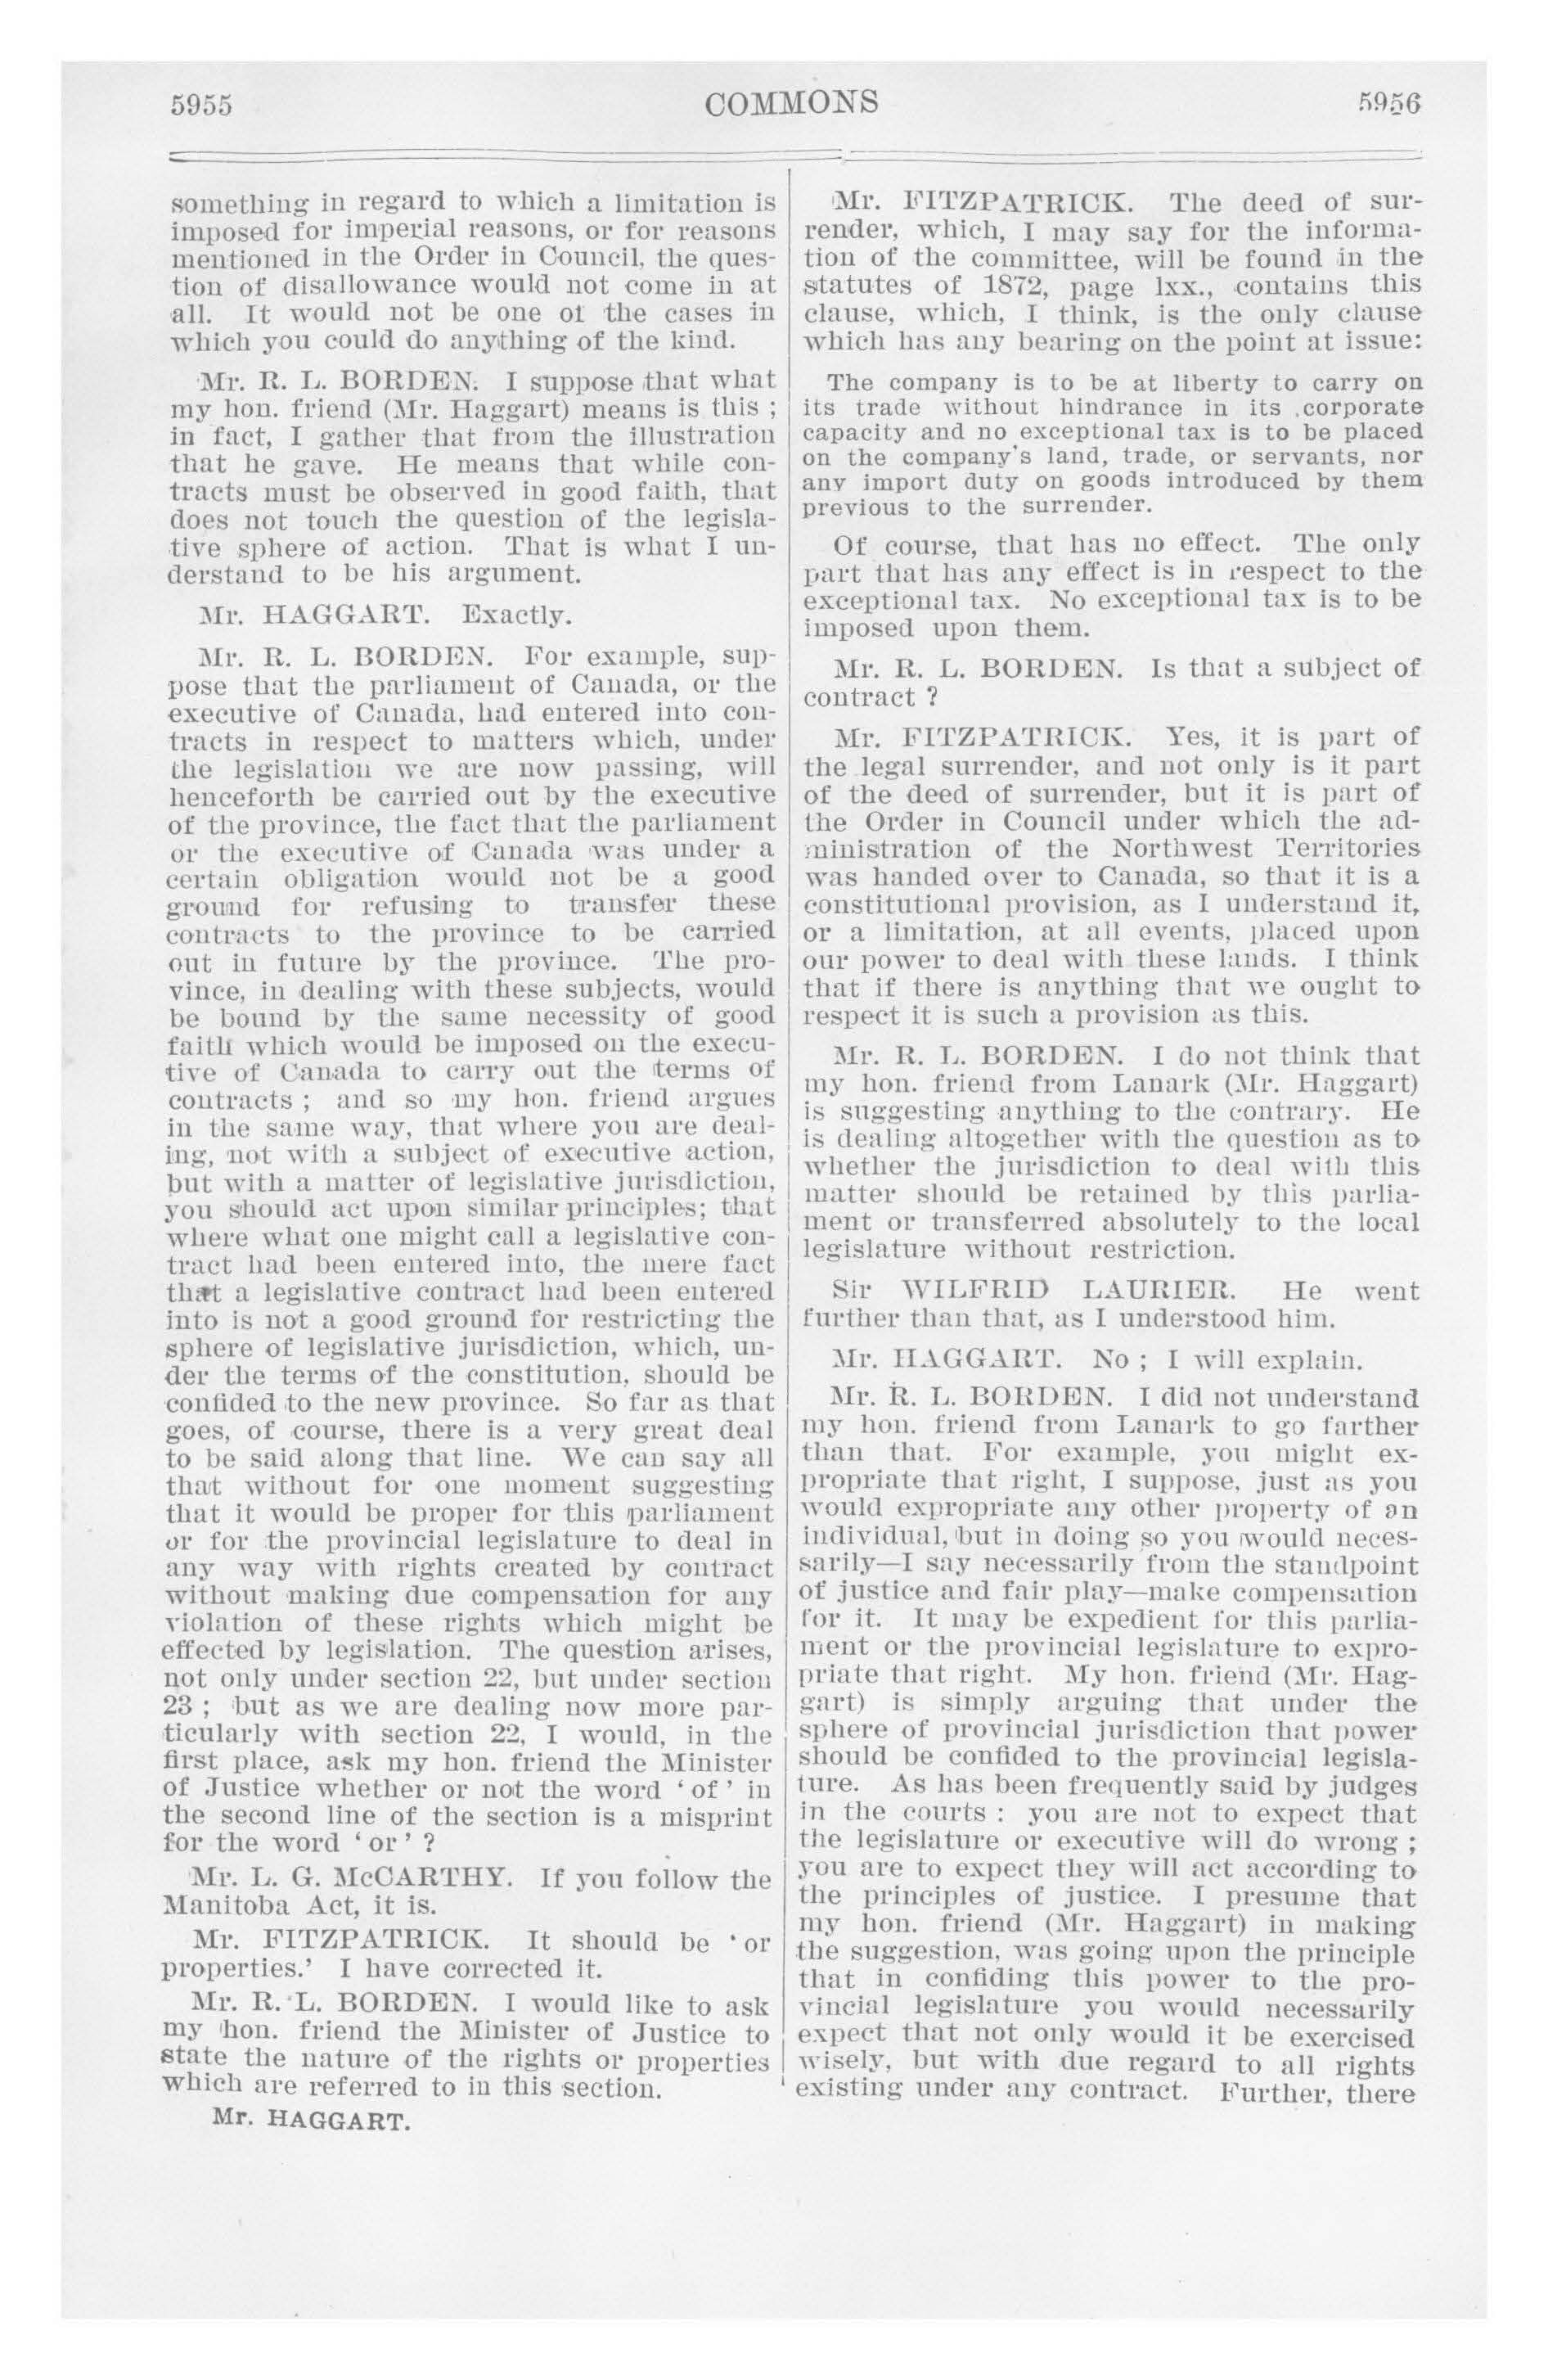 5955
COMMONS
5956
something in regard to which a limitation is
imposed for imperial reasons, or for reasons
mentioned in the Order in Council, the ques-
tion of disallowance would not come in at
all. It would not be one of the cases in
which you could do anything of the kind.
Mr. R. L. BORDEN. I suppose that what
my hon. friend (Mr. Haggart) means is this ;
in fact, I gather that from the illustration
that he gave. He means that while con-
tracts must be observed in good faith, that
does not touch the question of the legisla-
tive sphere of action. That is what I un-
derstand to be his argument.
Mr. HAGGART. Exactly.
Mr. R. L. BORDEN. For example, sup-
pose that the parliament of Canada, or the
executive of Canada, had entered into con-
tracts in respect to matters which, under
the legislation we are now passing, will
henceforth be carried out by the executive
of the province, the fact that the parliament
or the executive of Canada was under a
certain obligation would not be a good
ground for refusing to transfer these
contracts to the province to be carried
out in future by the province. The pro-
vince, in dealing with these subjects, would
be bound by the same necessity of good
faith which would be imposed on the execu-
tive of Canada to carry out the terms of
contracts ; and so my hon. friend argues
in the same way, that where you are deal-
ing, not with a subject of executive action,
but with a matter of legislative jurisdiction,
you should act upon similar principles; that
where what one might call a legislative con-
tract had been entered into, the mere fact
that a legislative contract had been entered
into is not a good ground for restricting the
sphere of legislative jurisdiction, which, un-
der the terms of the constitution, should be
confided to the new province. So far as that
goes, of course, there is a very great deal
to be said along that line. We can say all
that without for one moment suggesting
that it would be proper for this parliament
or for the provincial legislature to deal in
any way with rights created by contract
without making due compensation for any
violation of these rights which might be
effected by legislation. The question arises,
not only under section 22, but under section
23 ; but as we are dealing now more par-
ticularly with section 22, I would, in the
first place, ask my hon. friend the Minister
of Justice whether or not the word ‘ of ’ in
the second line of the section is a misprint
for the word ‘ or ’ ?
Mr. L. G. McCARTHY. If you follow the
Manitoba Act, it is.
Mr. FITZPATRICK. It should be ‘ or
properties.’ I have corrected it.
Mr. R. L. BORDEN. I would like to ask
my hon. friend the Minister of Justice to
state the nature of the rights or properties
which are referred to in this section.
Mr. HAGGART.
Mr. FITZPATRICK. The deed of sur-
render, which, I may say for the informa-
tion of the committee, will be found in the
statutes of 1872, page lxx., contains this
clause, which, I think, is the only clause
which has any bearing on the point at issue:
The company is to be at liberty to carry on
its trade without hindrance in its corporate
capacity and no exceptional tax is to be placed
on the company's land, trade, or servants, nor
any import duty on goods introduced by them
previous to the surrender.
Of course, that has no effect. The only
part that has any effect is in respect to the
exceptional tax. No exceptional tax is to be
imposed upon them.
Mr. R. L. BORDEN. Is that a subject of
contract ?
Mr. FITZPATRICK. Yes, it is part of
the legal surrender, and not only is it part
of the deed of surrender, but it is part of
the Order in Council under which the ad-
ministration of the Northwest Territories
was handed over to Canada, so that it is a
constitutional provision, as I understand it,
or a limitation, at all events, placed upon
our power to deal with these lands. I think
that if there is anything that we ought to
respect it is such a provision as this.
Mr. R. L. BORDEN. I do not think that
my hon. friend from Lanark (Mr. Haggart)
is suggesting anything to the contrary. He
is dealing altogether with the question as to
whether the jurisdiction to deal with this
matter should be retained by this parlia-
ment or transferred absolutely to the local
legislature without restriction.
Sir WILFRID LAURIER. He went
further than that, as I understood him.
Mr. HAGGART. No ; I will explain.
Mr. R. L. BORDEN. I did not understand
my hon. friend from Lanark to go farther
than that. For example, you might ex-
propriate that right, I suppose, just as you
would expropriate any other property of an
individual, but in doing so you would neces-
sarily—I say necessarily from the standpoint
of justice and fair play—make compensation
for it. It may be expedient for this parlia-
ment or the provincial legislature to expro-
priate that right. My hon. friend (Mr. Hag-
gart) is simply arguing that under the
sphere of provincial jurisdiction that power
should be confided to the provincial legisla-
ture. As has been frequently said by judges
in the courts : you are not to expect that
the legislature or executive will do wrong ;
you are to expect they will act according to
the principles of justice. I presume that
my hon. friend (Mr. Haggart) in making
the suggestion, was going upon the principle
that in confiding this power to the pro-
vincial legislature you would necessarily
expect that not only would it be exercised
wisely, but with due regard to all rights
existing under any contract. Further, there